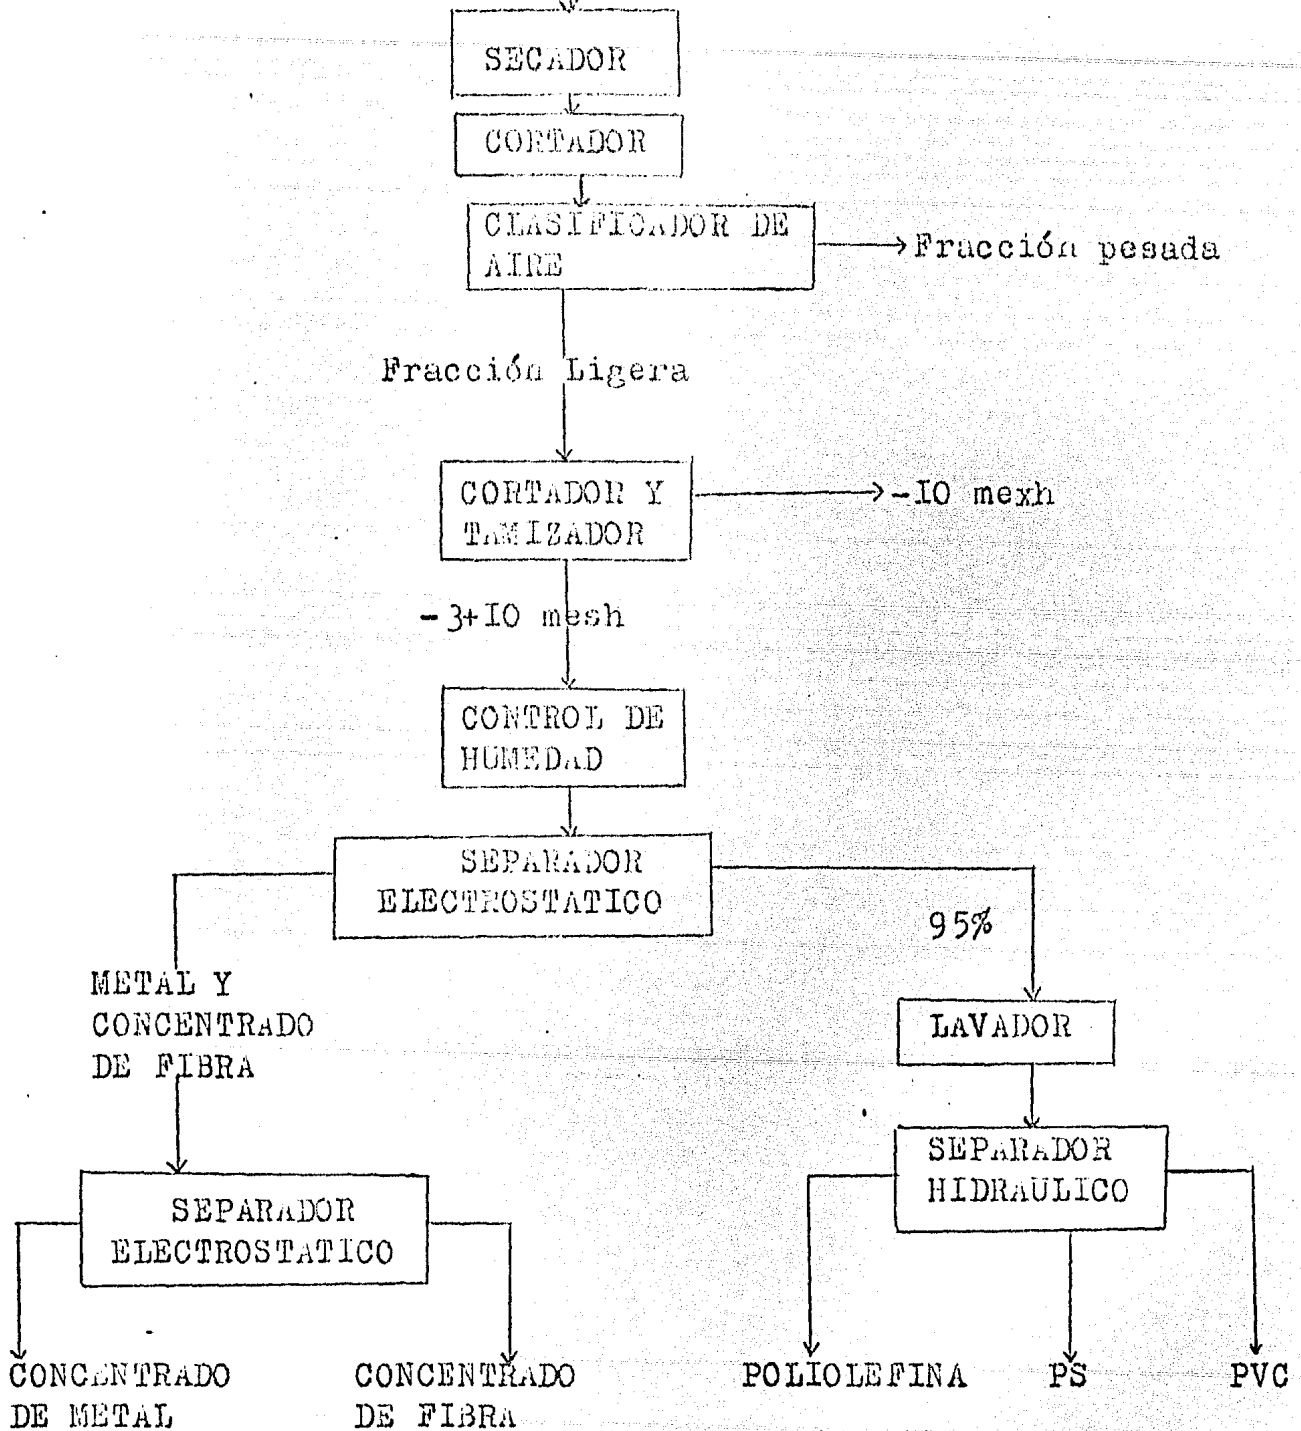 SECADOR
CORTADOR
CLASIFICADOR DE
AIRE
Fracción pesada
Fracción Ligera
CORTADOR Y
TAMIZADOR
-IO mexh
-3+IO mesh
CONTROL DE
HUMEDAD
SEPARADOR
ELECTROSTATICO
95%
METAL Y
CONCENTRADO
DE FIBRA
LAVADOR
SEPARADOR
HIDRAULICO
SEPARADOR
ELECTROSTATICO
CONCENTRADO
DE METAL
CONCENTRADO
DE FIBRA
POLIOLEFINA
PS
PVC